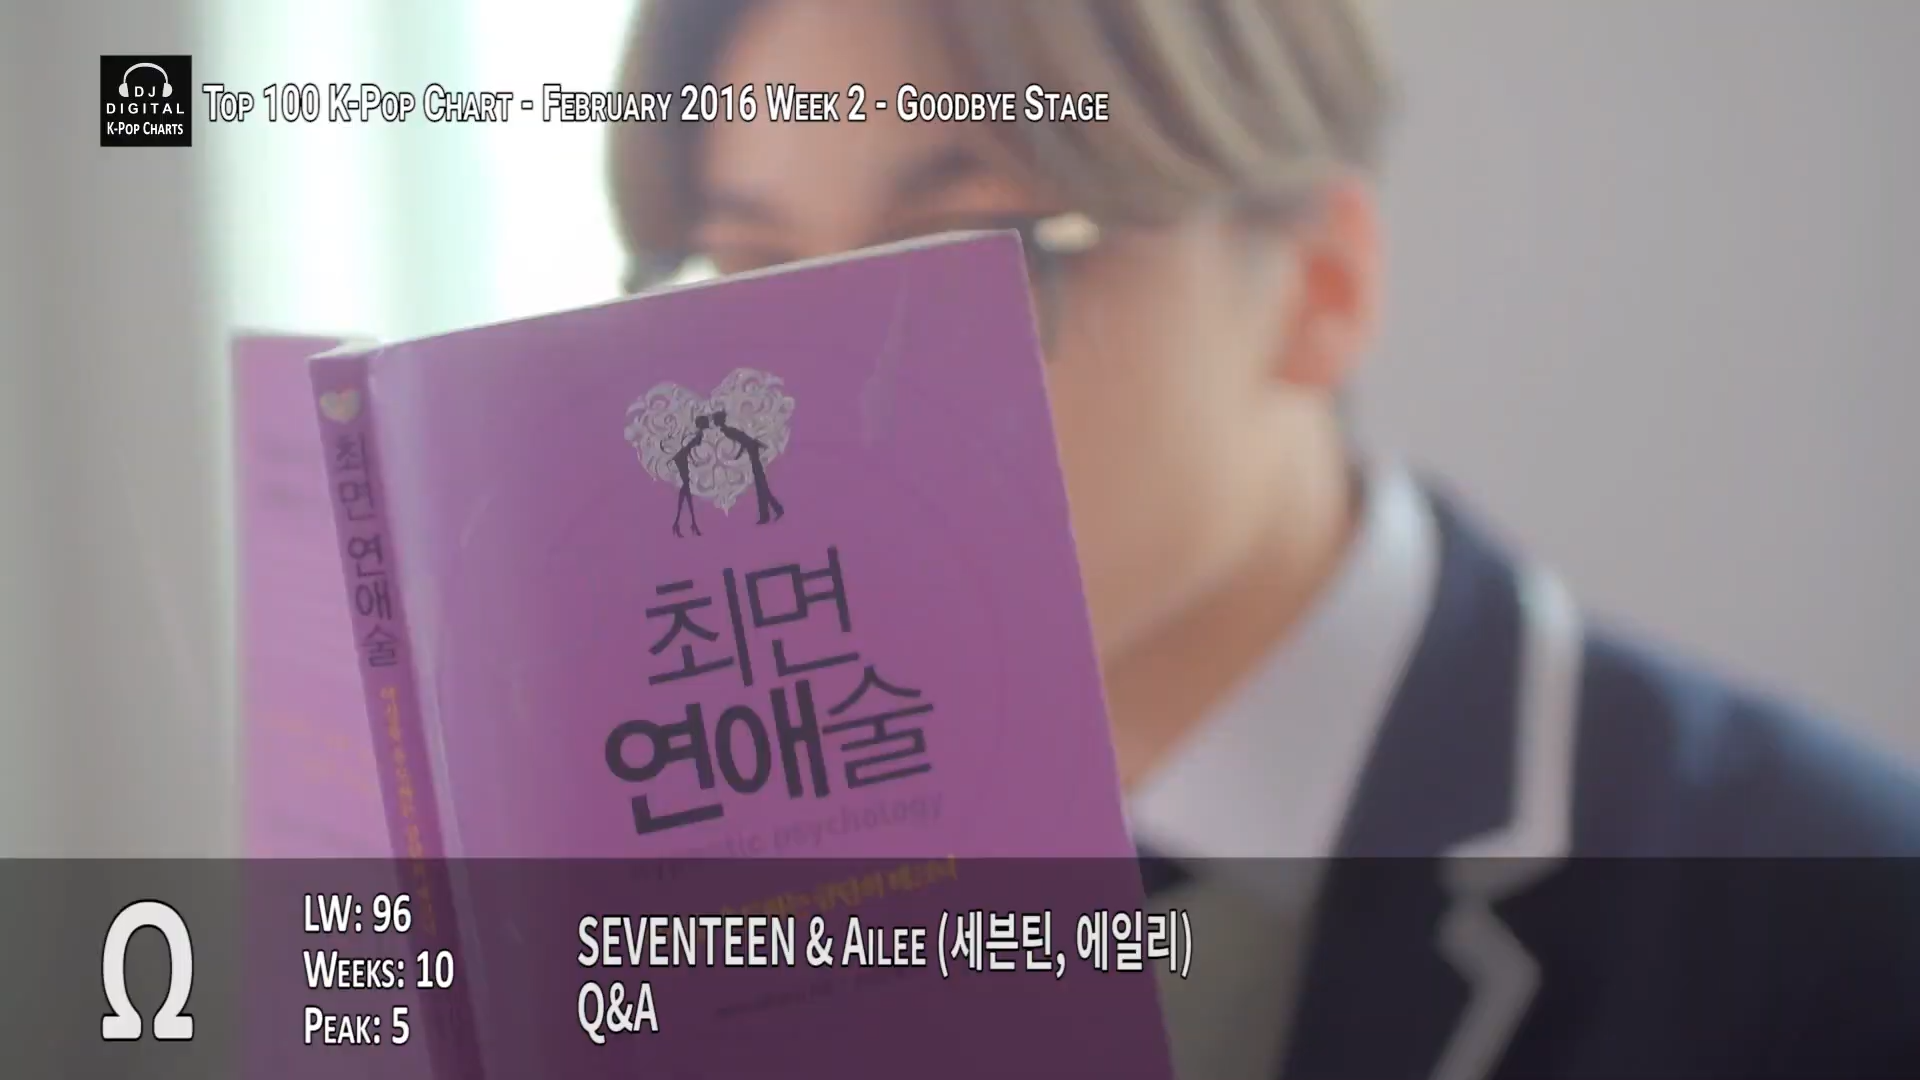 DJ
DIGITAL
K-Pop Charts
Top 100 K-Pop Chart - February 2016 Week 2 - Goodbye Stage
최면 연애술
최면
연애술
psychology
Ω
LW: 96
Weeks: 10
Peak: 5
SEVENTEEN & Ailee (세븐틴, 에일리)
Q&A